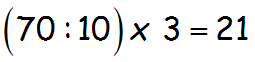 (70 : 10) x 3 = 21